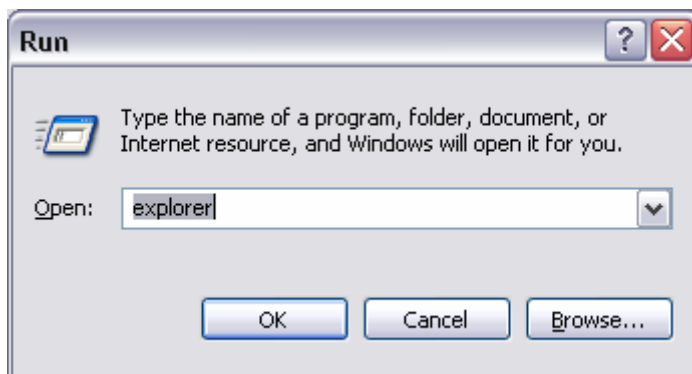 Run
Type the name of a program, folder, document, or
Internet resource, and Windows will open it for you.
Open: explorer
OK Cancel Browse...